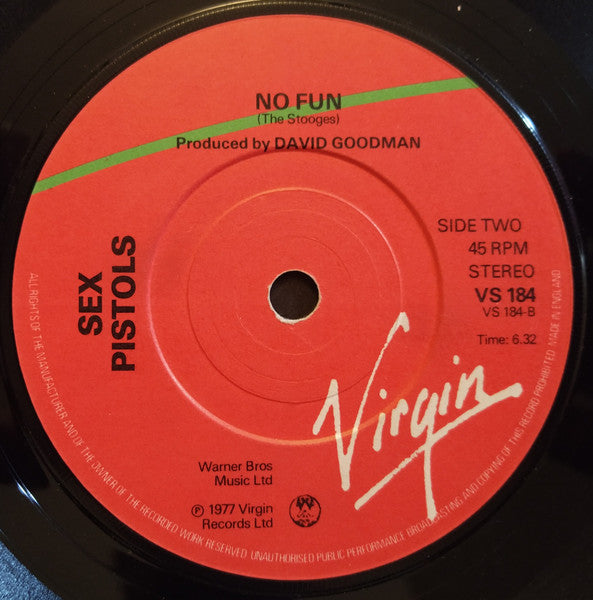 NO FUN
(The Stooges)
Produced by DAVID GOODMAN
SEX
PISTOLS
SIDE TWO
45 RPM
STEREO
VS 184
VS 184-B
Time: 6.32
Virgin
Warner Bros
Music Ltd
℗ 1977 Virgin
Records Ltd
ALL RIGHTS OF THE MANUFACTURER AND OF THE OWNER OF THE RECORDED WORK RESERVED. UNAUTHORISED PUBLIC PERFORMANCE BROADCASTING AND COPYING OF THIS RECORD PROHIBITED. MADE IN ENGLAND